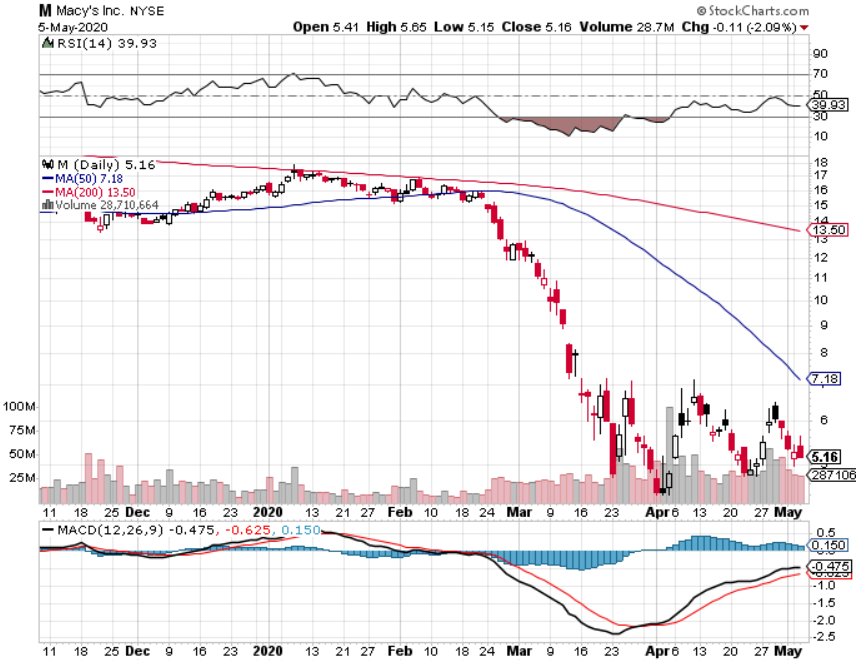 M Macy's Inc. NYSE
© StockCharts.com
5-May-2020
Open 5.41 High 5.65 Low 5.15 Close 5.16 Volume 28.7M Chg -0.11 (-2.09%)
RSI(14) 39.93
90
70
50
39.93
30
10
M (Daily) 5.16
MA(50) 7.18
MA(200) 13.50
Volume 28,710,664
18
17
16
15
14
13.50
13
12
11
10
9
8
7.18
6
5.16
287106
100M
75M
50M
25M
11 18 25 Dec 9 16 23 2020 13 21 27 Feb 10 18 24 Mar 9 16 23 Apr 6 13 20 27 May
MACD(12,26,9) -0.475, -0.625, 0.150
0.5
0.150
-0.475
-1.0
-1.5
-2.0
-2.5
11 18 25 Dec 9 16 23 2020 13 21 27 Feb 10 18 24 Mar 9 16 23 Apr 6 13 20 27 May